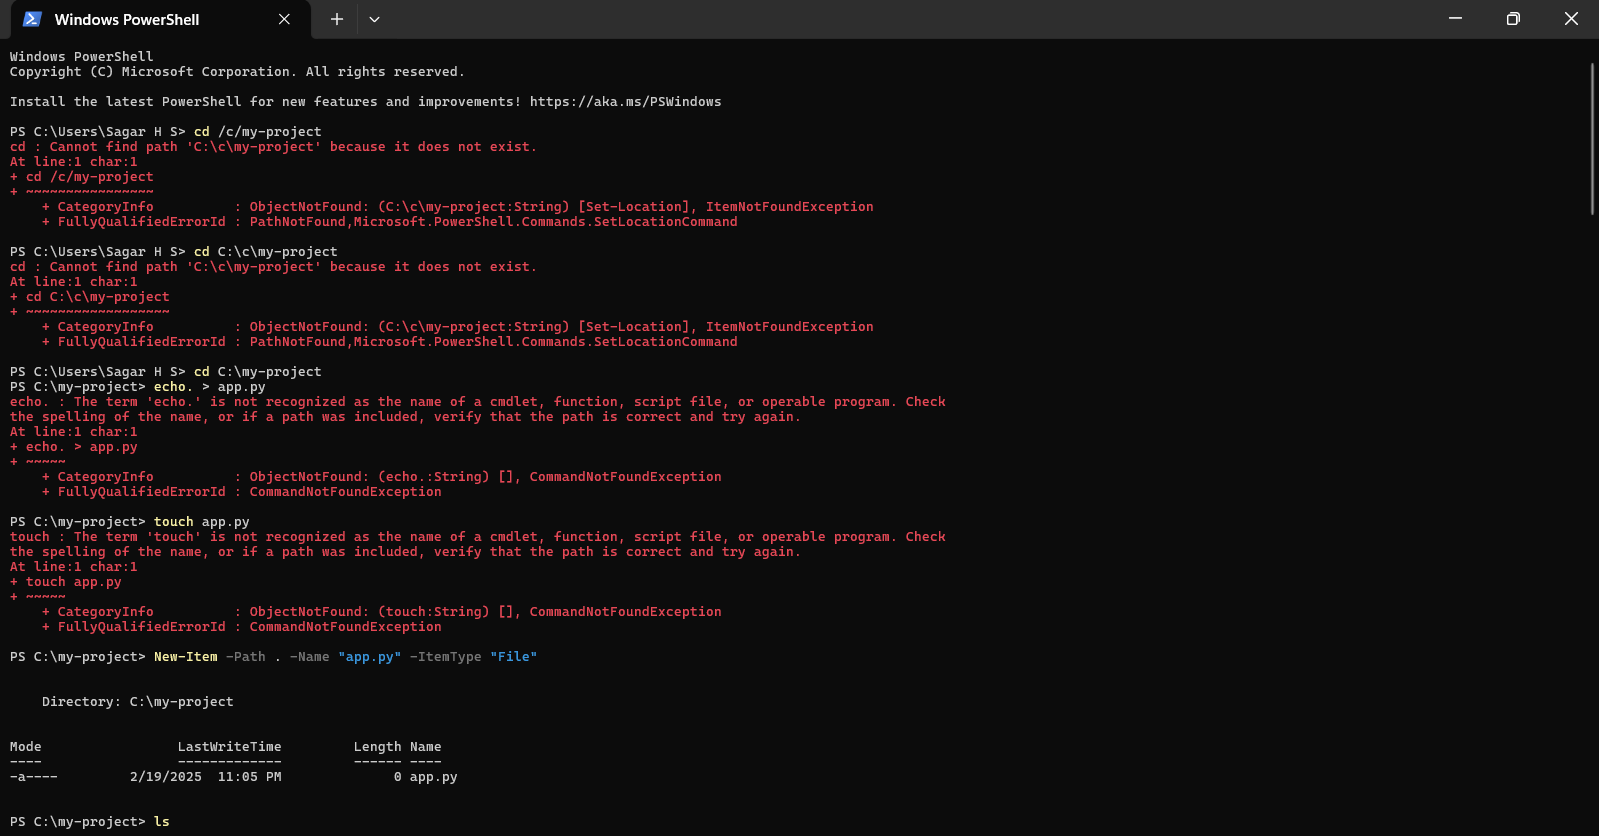 Windows PowerShell
Windows PowerShell
Copyright (C) Microsoft Corporation. All rights reserved.
Install the latest PowerShell for new features and improvements! https://aka.ms/PSWindows
PS C:\Users\Sagar H S> cd /c/my-project
cd : Cannot find path 'C:\c\my-project' because it does not exist.
At line:1 char:1
+ cd /c/my-project
+ ~~~~~~~~~~~~~~~~
    + CategoryInfo          : ObjectNotFound: (C:\c\my-project:String) [Set-Location], ItemNotFoundException
    + FullyQualifiedErrorId : PathNotFound,Microsoft.PowerShell.Commands.SetLocationCommand
PS C:\Users\Sagar H S> cd C:\c\my-project
cd : Cannot find path 'C:\c\my-project' because it does not exist.
At line:1 char:1
+ cd C:\c\my-project
+ ~~~~~~~~~~~~~~~~~~
    + CategoryInfo          : ObjectNotFound: (C:\c\my-project:String) [Set-Location], ItemNotFoundException
    + FullyQualifiedErrorId : PathNotFound,Microsoft.PowerShell.Commands.SetLocationCommand
PS C:\Users\Sagar H S> cd C:\my-project
PS C:\my-project> echo. > app.py
echo. : The term 'echo.' is not recognized as the name of a cmdlet, function, script file, or operable program. Check
the spelling of the name, or if a path was included, verify that the path is correct and try again.
At line:1 char:1
+ echo. > app.py
+ ~~~~~
    + CategoryInfo          : ObjectNotFound: (echo.:String) [], CommandNotFoundException
    + FullyQualifiedErrorId : CommandNotFoundException
PS C:\my-project> touch app.py
touch : The term 'touch' is not recognized as the name of a cmdlet, function, script file, or operable program. Check
the spelling of the name, or if a path was included, verify that the path is correct and try again.
At line:1 char:1
+ touch app.py
+ ~~~~~
    + CategoryInfo          : ObjectNotFound: (touch:String) [], CommandNotFoundException
    + FullyQualifiedErrorId : CommandNotFoundException
PS C:\my-project> New-Item -Path . -Name "app.py" -ItemType "File"
    Directory: C:\my-project
Mode                 LastWriteTime         Length Name
----                 -------------         ------ ----
-a----         2/19/2025  11:05 PM              0 app.py
PS C:\my-project> ls